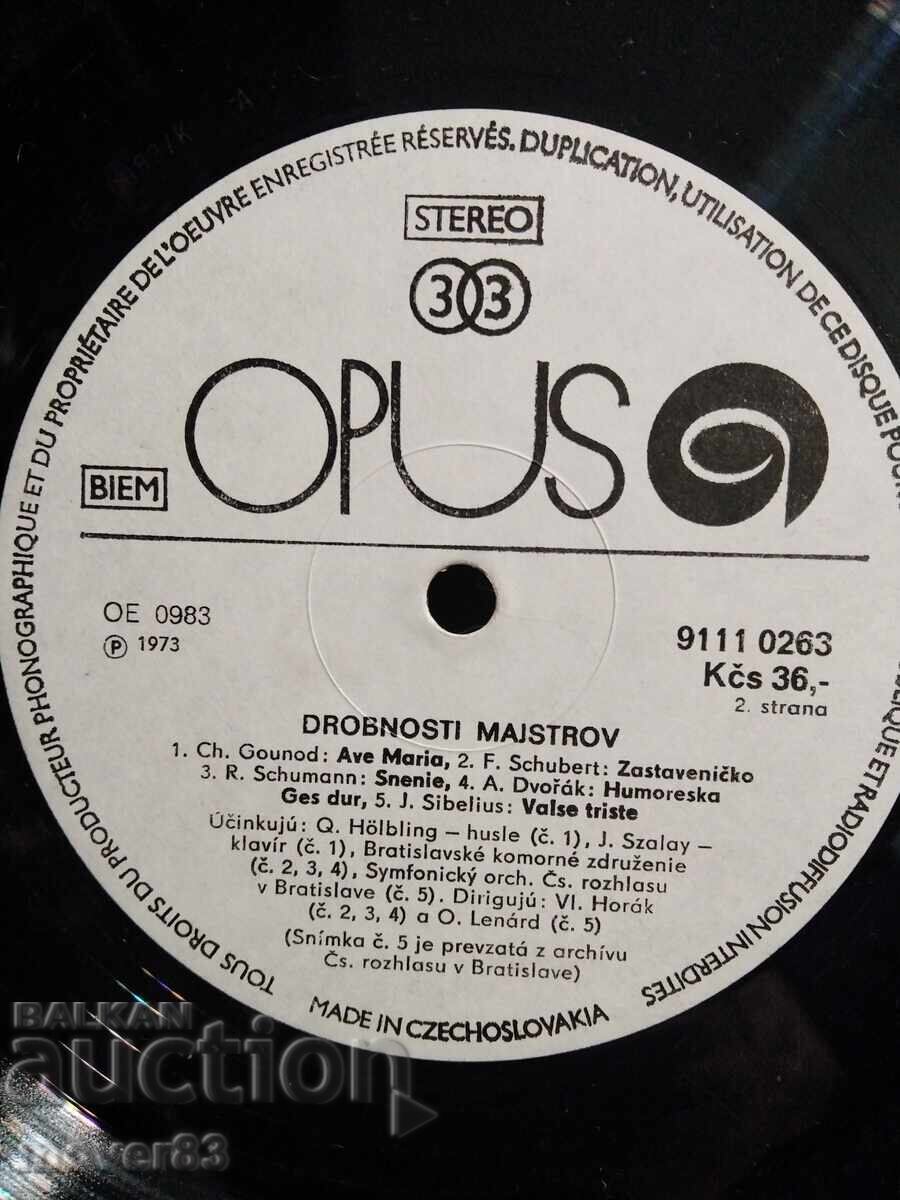 TOUS DROITS DU PRODUCTEUR PHONOGRAPHIQUE ET DU PROPRIÉTAIRE DE L'OEUVRE ENREGISTRÉE RÉSERVÉS. DUPLICATION, UTILISATION DE CE DISQUE POUR
ET RADIODIFFUSION INTERDITES
STEREO
33
OPUS
BIEM
OE 0983
Ⓟ 1973
9111 0263
Kčs 36,-
2. strana
DROBNOSTI MAJSTROV
1. Ch. Gounod: Ave Maria, 2. F. Schubert: Zastaveničko
3. R. Schumann: Snenie, 4. A. Dvořák: Humoreska
Ges dur, 5. J. Sibelius: Valse triste
Účinkujú: Q. Hölbling – husle (č. 1), J. Szalay –
klavír (č. 1), Bratislavské komorné združenie
(č. 2, 3, 4), Symfonický orch. Čs. rozhlasu
v Bratislave (č. 5). Dirigujú: Vl. Horák
(č. 2, 3, 4) a O. Lenárd (č. 5)
(Snímka č. 5 je prevzatá z archívu
Čs. rozhlasu v Bratislave)
MADE IN CZECHOSLOVAKIA
BALKAN
auction
mover83